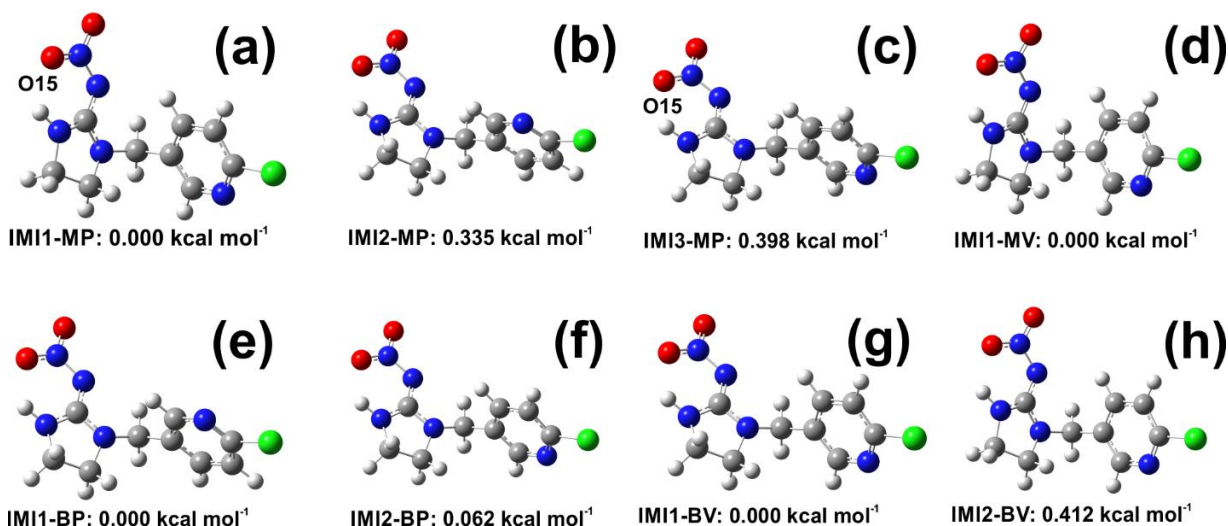 (a)
(b)
(c)
(d)
O15
O15
IMI1-MP: 0.000 kcal mol⁻¹
IMI2-MP: 0.335 kcal mol⁻¹
IMI3-MP: 0.398 kcal mol⁻¹
IMI1-MV: 0.000 kcal mol⁻¹
(e)
(f)
(g)
(h)
IMI1-BP: 0.000 kcal mol⁻¹
IMI2-BP: 0.062 kcal mol⁻¹
IMI1-BV: 0.000 kcal mol⁻¹
IMI2-BV: 0.412 kcal mol⁻¹